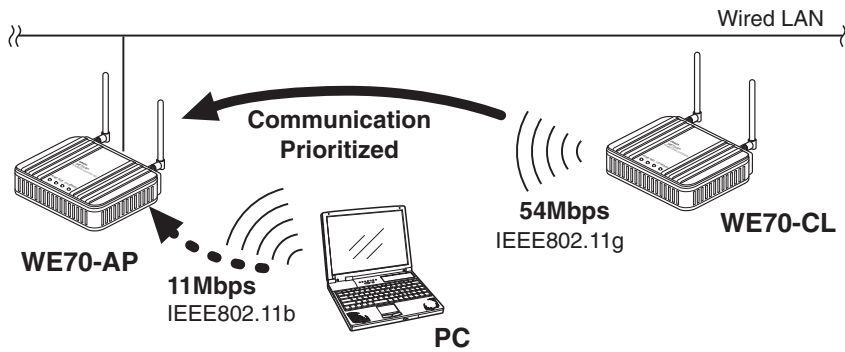 Wired LAN
Communication
Prioritized
54Mbps
IEEE802.11g
WE70-CL
WE70-AP
11Mbps
IEEE802.11b
PC